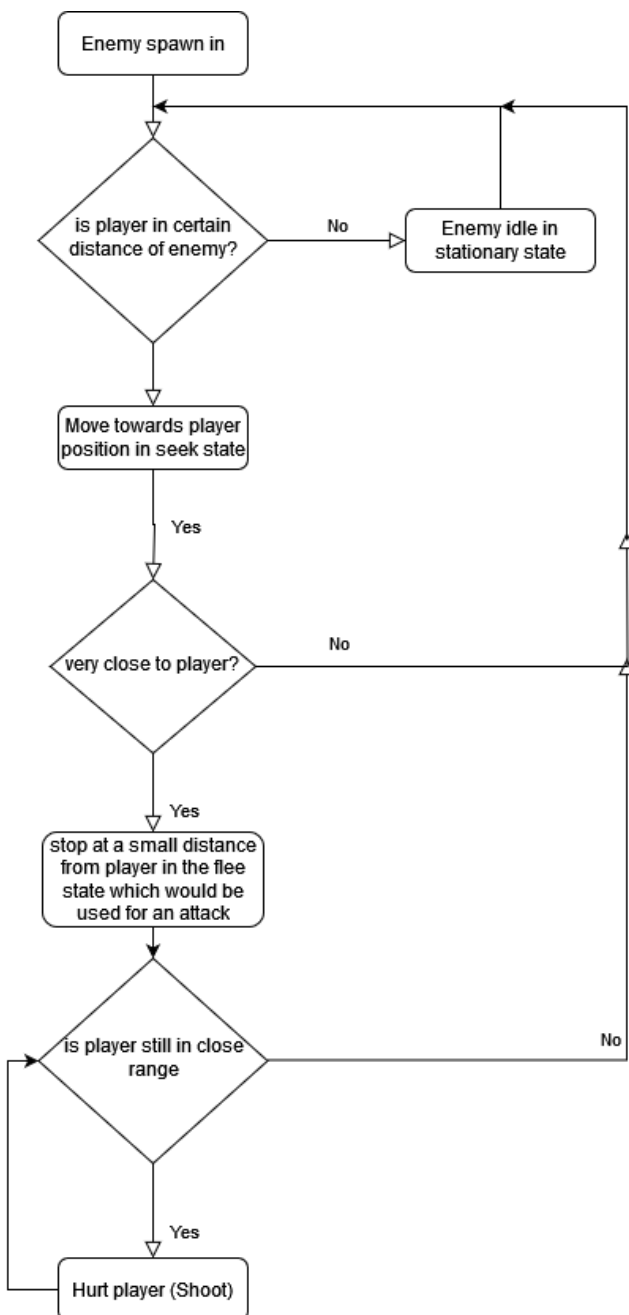 Enemy spawn in
is player in certain
distance of enemy?
No
Enemy idle in
stationary state
Move towards player
position in seek state
Yes
very close to player?
No
Yes
stop at a small distance
from player in the flee
state which would be
used for an attack
is player still in close
range
No
Yes
Hurt player (Shoot)